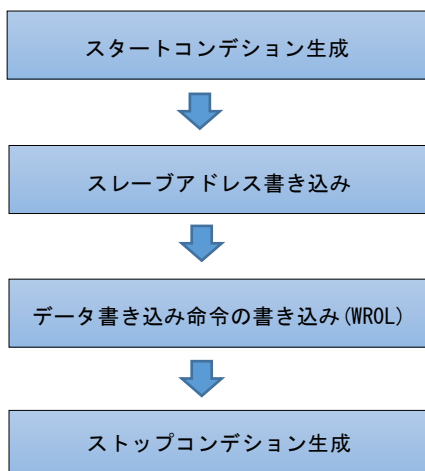 スタートコンデション生成
スレーブアドレス書き込み
データ書き込み命令の書き込み(WROL)
ストップコンデション生成